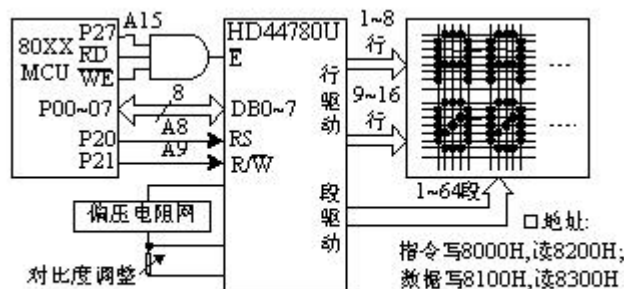 80XX
MCU
P27
A15
R̅D̅
W̅E̅
P00~07
8
P20
A8
P21
A9
HD44780U
E
DB0~7
RS
R/W̅
行驱动
段驱动
1~8
行
9~16
行
1~64段
偏压电阻网
对比度调整
口地址:
指令写8000H,读8200H;
数据写8100H,读8300H